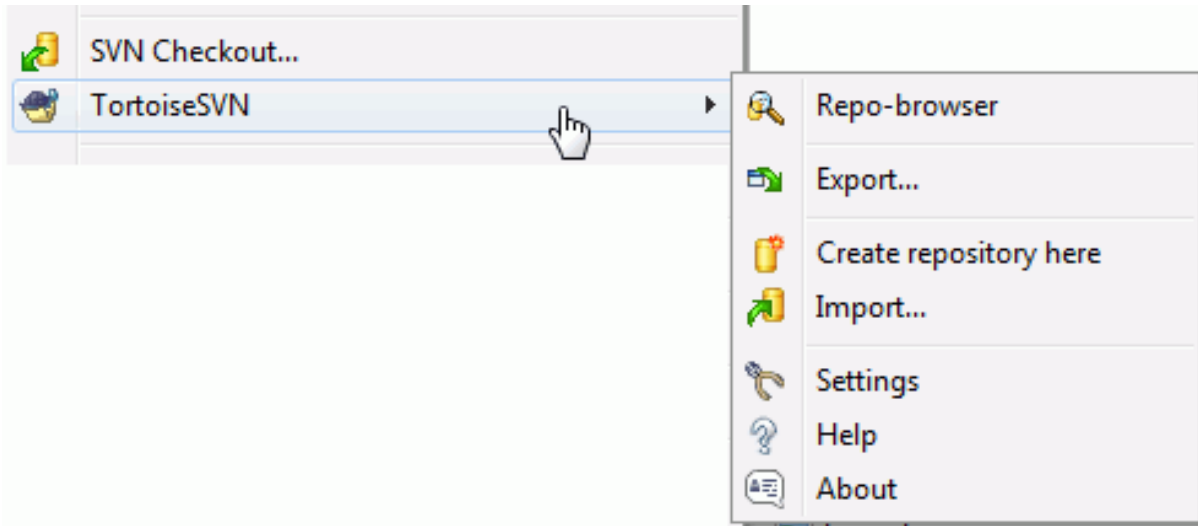 SVN Checkout...
TortoiseSVN
Repo-browser
Export...
Create repository here
Import...
Settings
Help
About